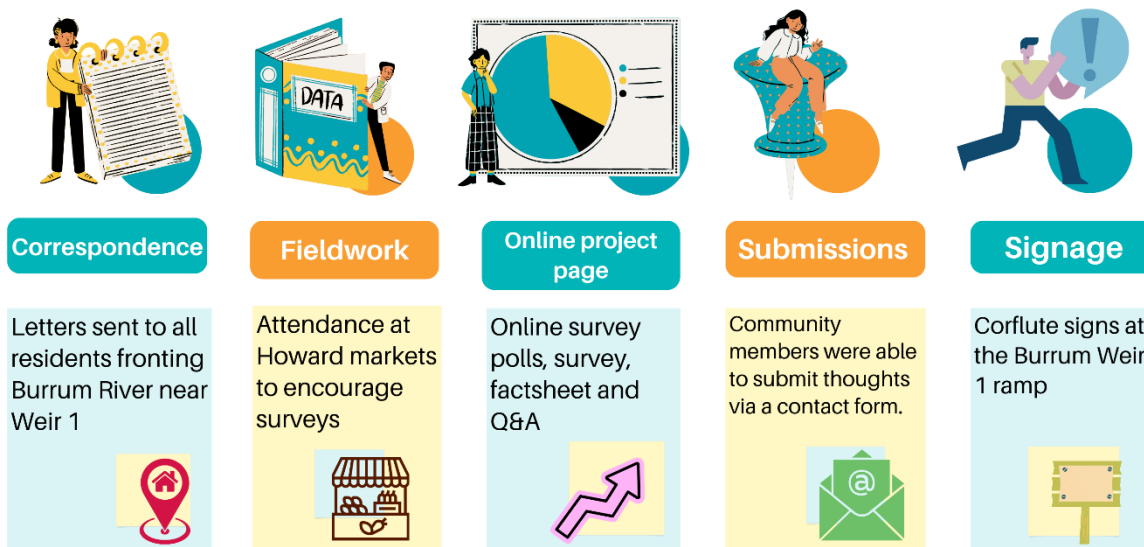 DATA
Correspondence
Fieldwork
Online project
page
Submissions
Signage
Letters sent to all
residents fronting
Burrum River near
Weir 1
Attendance at
Howard markets
to encourage
surveys
Online survey
polls, survey,
factsheet and
Q&A
Community
members were able
to submit thoughts
via a contact form.
Corflute signs at
the Burrum Weir
1 ramp
@